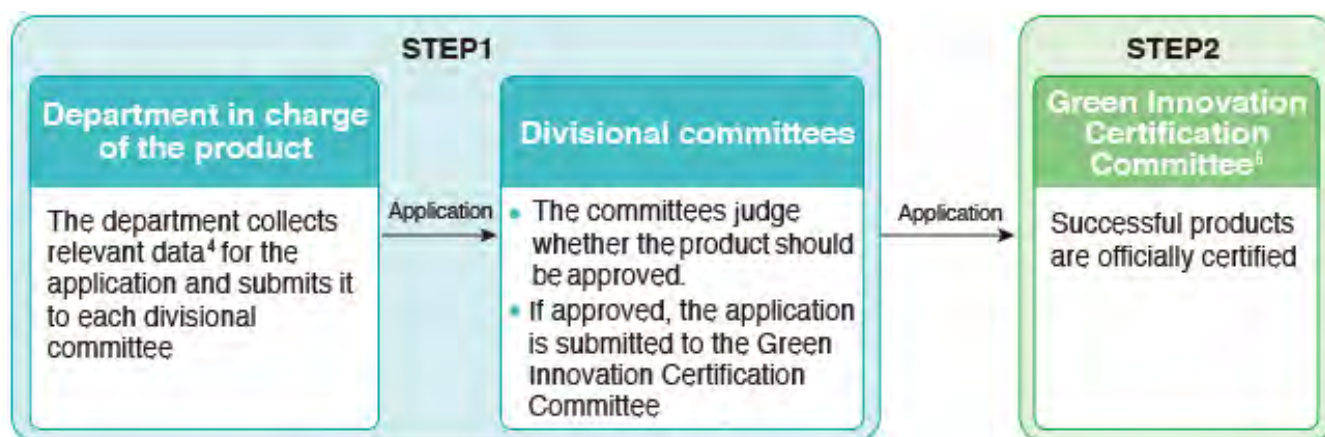 STEP1
Department in charge
of the product
The department collects
relevant data⁴ for the
application and submits it
to each divisional
committee
Application
Divisional committees
• The committees judge
whether the product should
be approved.
• If approved, the application
is submitted to the Green
Innovation Certification
Committee
Application
STEP2
Green Innovation
Certification
Committee
Successful products
are officially certified